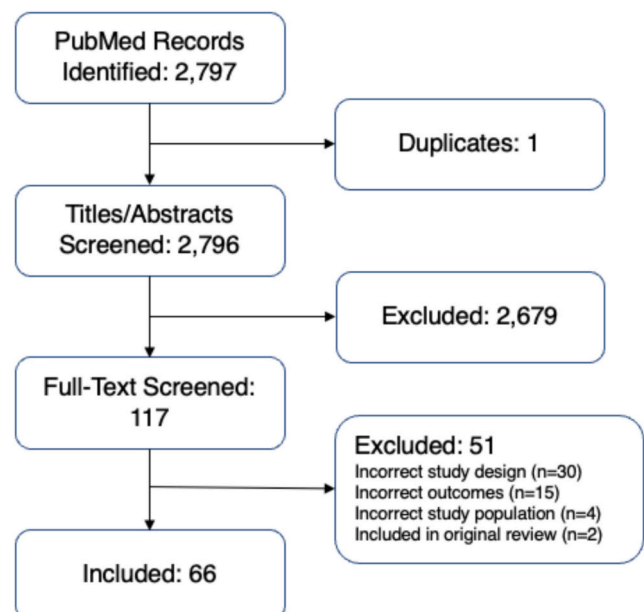 PubMed Records
Identified: 2,797
Duplicates: 1
Titles/Abstracts
Screened: 2,796
Excluded: 2,679
Full-Text Screened:
117
Excluded: 51
Incorrect study design (n=30)
Incorrect outcomes (n=15)
Incorrect study population (n=4)
Included in original review (n=2)
Included: 66